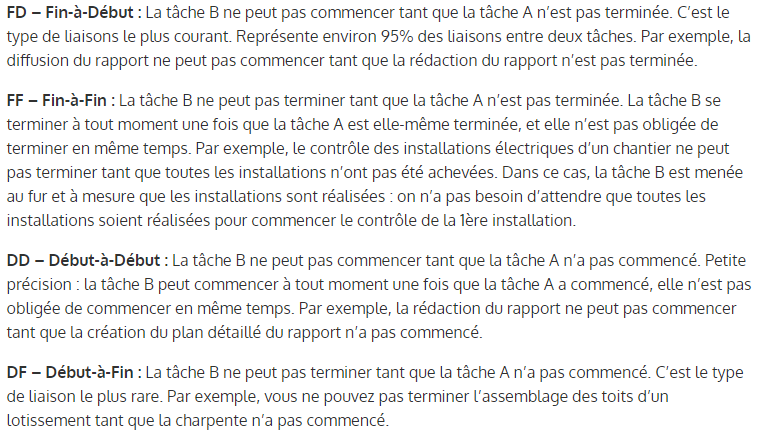 FD – Fin-à-Début : La tâche B ne peut pas commencer tant que la tâche A n’est pas terminée. C’est le
type de liaisons le plus courant. Représente environ 95% des liaisons entre deux tâches. Par exemple, la
diffusion du rapport ne peut pas commencer tant que la rédaction du rapport n’est pas terminée.
FF – Fin-à-Fin : La tâche B ne peut pas terminer tant que la tâche A n’est pas terminée. La tâche B se
terminer à tout moment une fois que la tâche A est elle-même terminée, et elle n’est pas obligée de
terminer en même temps. Par exemple, le contrôle des installations électriques d’un chantier ne peut
pas terminer tant que toutes les installations n’ont pas été achevées. Dans ce cas, la tâche B est menée
au fur et à mesure que les installations sont réalisées : on n’a pas besoin d’attendre que toutes les
installations soient réalisées pour commencer le contrôle de la 1ère installation.
DD – Début-à-Début : La tâche B ne peut pas commencer tant que la tâche A n’a pas commencé. Petite
précision : la tâche B peut commencer à tout moment une fois que la tâche A a commencé, elle n’est pas
obligée de commencer en même temps. Par exemple, la rédaction du rapport ne peut pas commencer
tant que la création du plan détaillé du rapport n’a pas commencé.
DF – Début-à-Fin : La tâche B ne peut pas terminer tant que la tâche A n’a pas commencé. C’est le type
de liaison le plus rare. Par exemple, vous ne pouvez pas terminer l’assemblage des toits d’un
lotissement tant que la charpente n’a pas commencé.